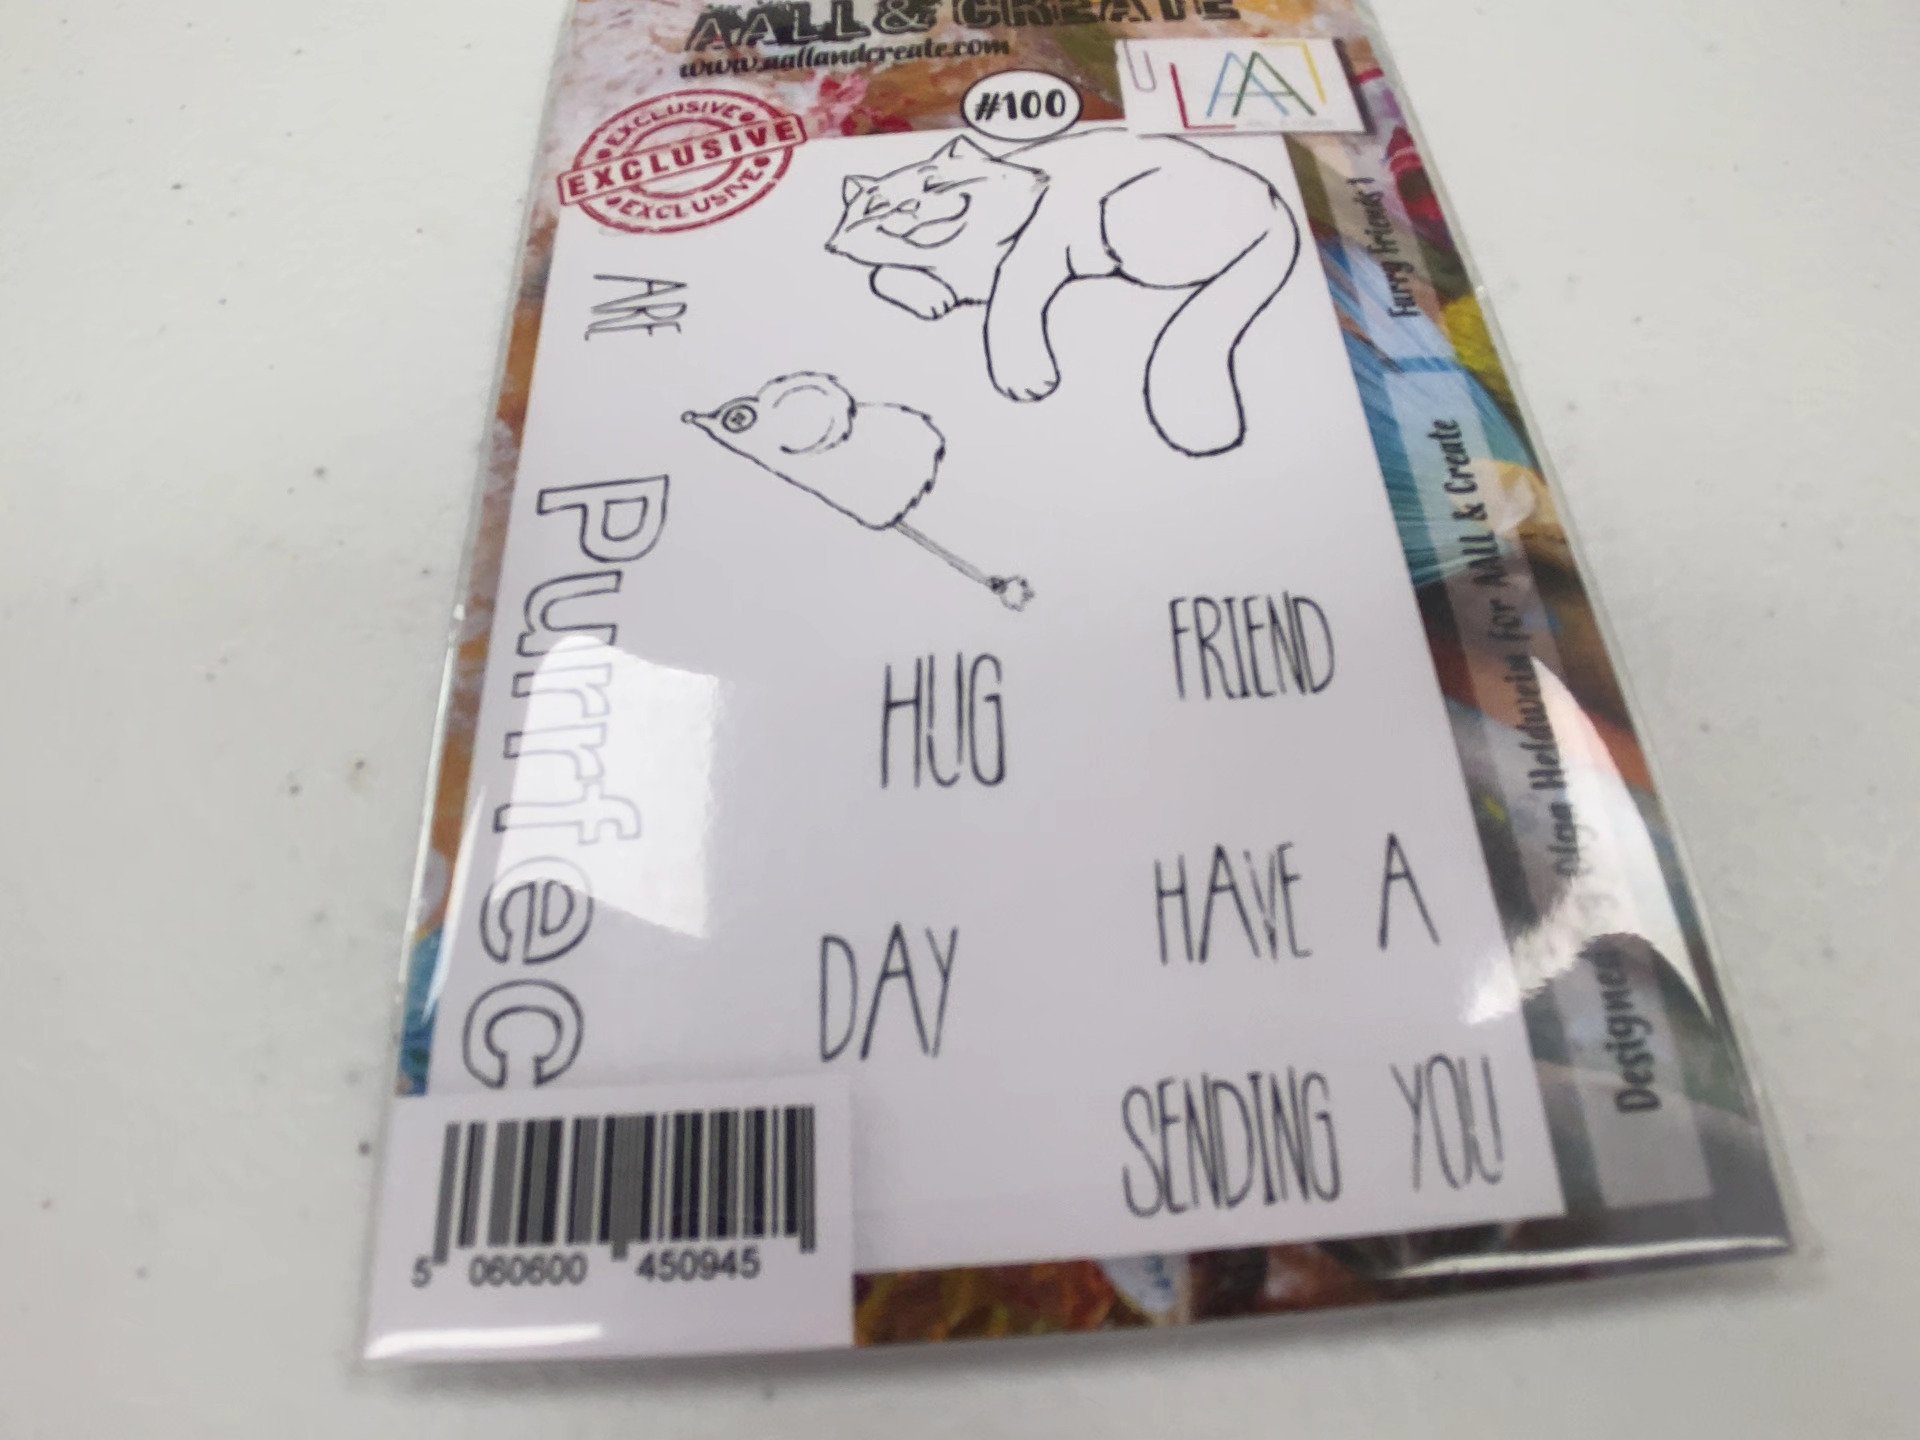 AALL & CREATE
www.aallandcreate.com
#100
EXCLUSIVE
EXCLUSIVE
EXCLUSIVE
AA
ARE
Purrfec
HUG
FRIEND
HAVE A
DAY
SENDING YOU
Furry Friends 1
Designer Olga Heldwein For AALL & Create
5 060600 450945